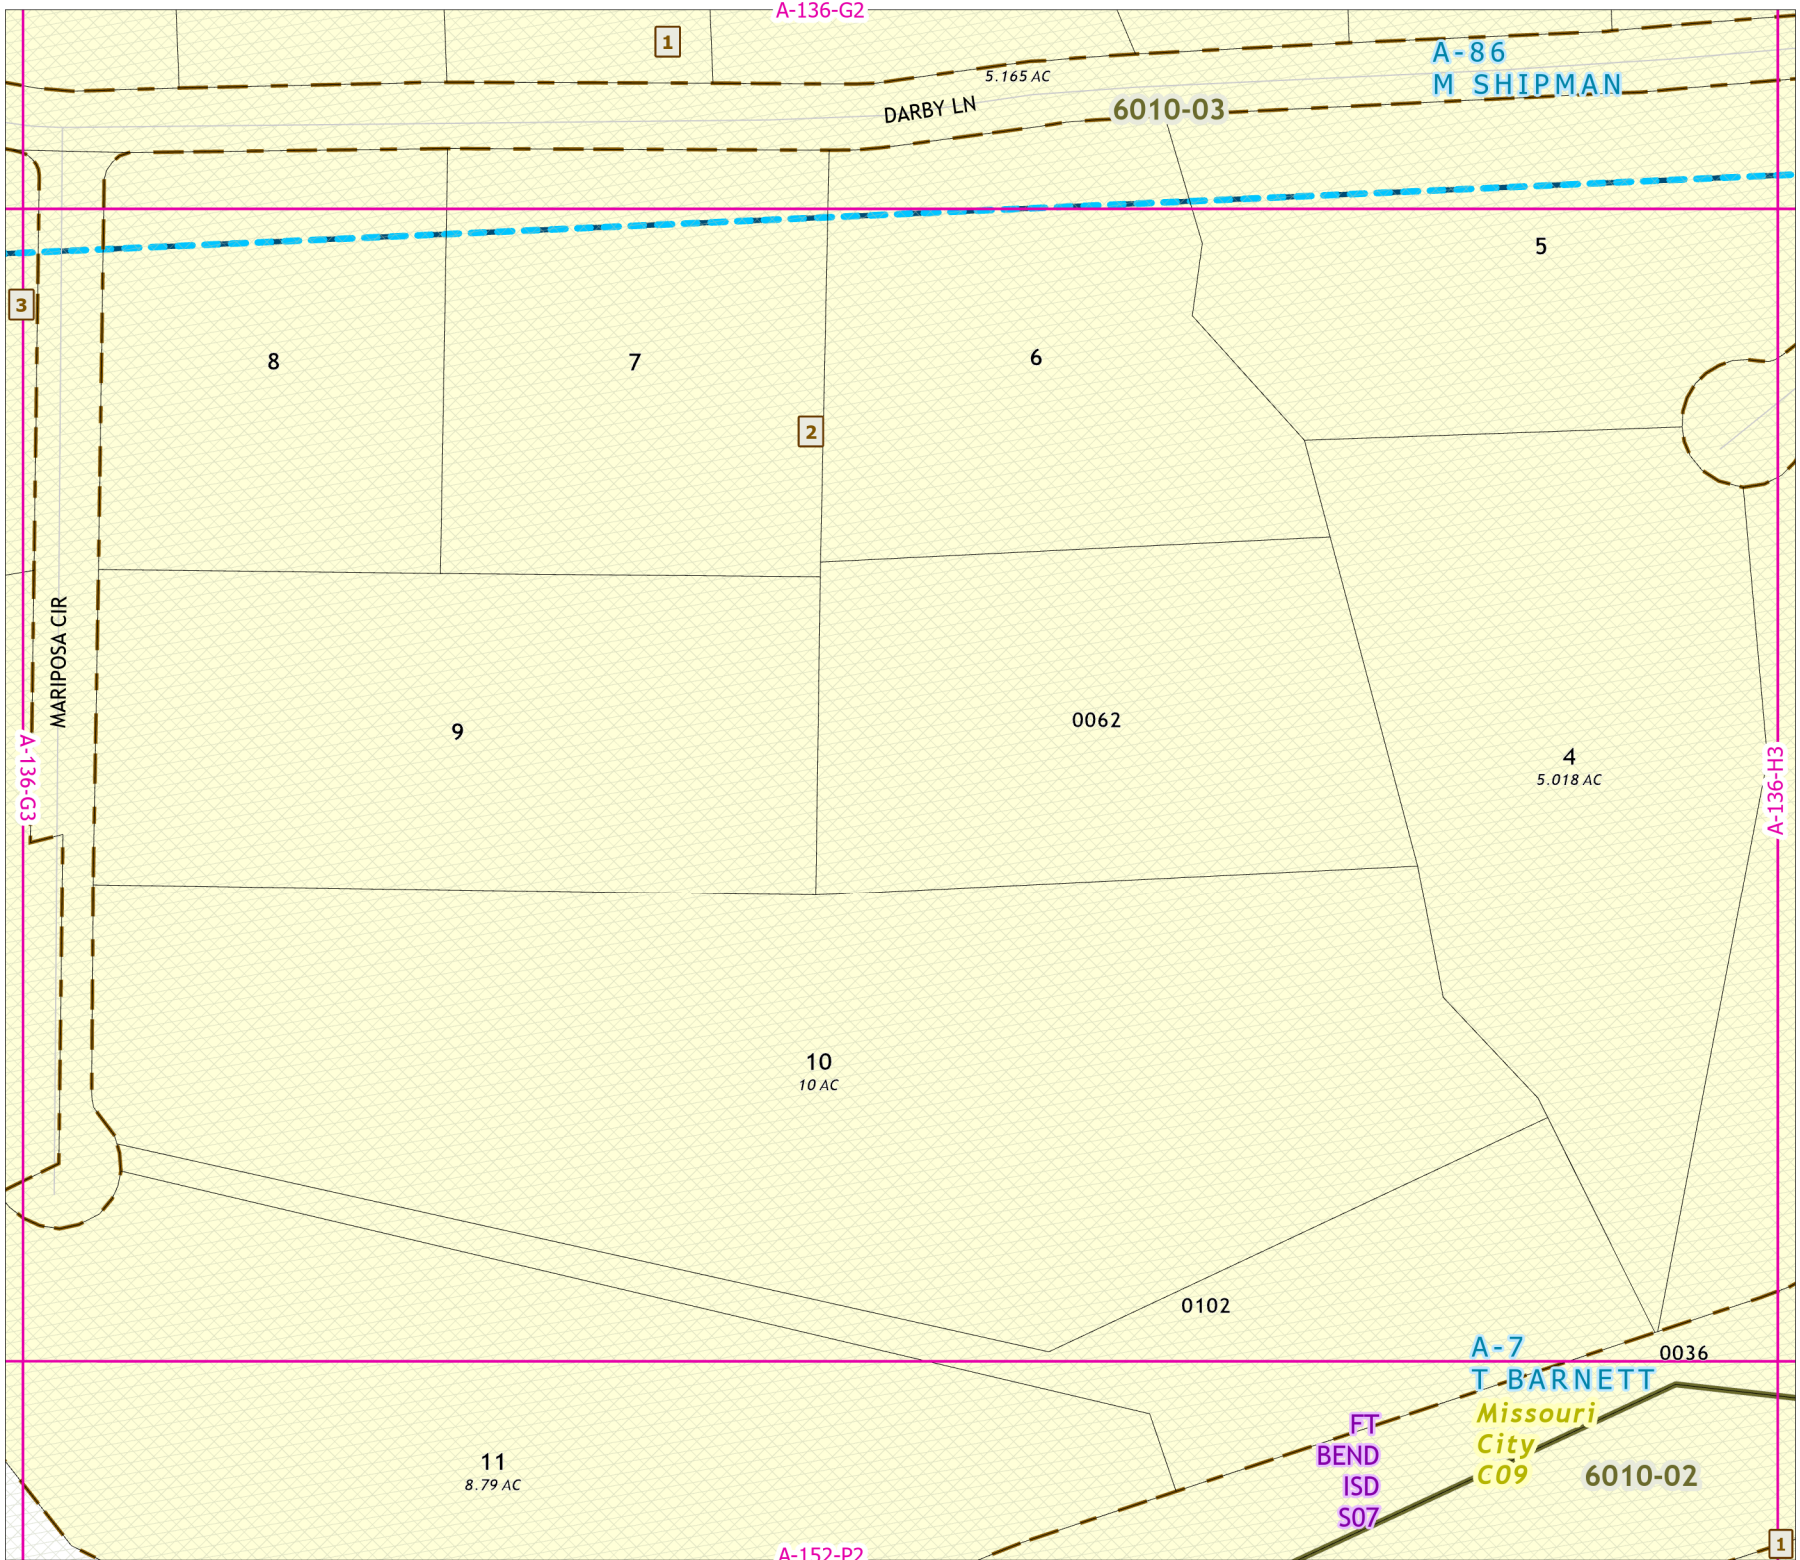 A-136-G2
1
A-86
M SHIPMAN
5.165 AC
DARBY LN
6010-03
5
3
8
7
6
2
MARIPOSA CIR
9
0062
4
5.018 AC
A-136-G3
A-136-H3
10
10 AC
0102
A-7
T BARNETT
0036
Missouri
City
C09
FT
BEND
ISD
S07
6010-02
11
8.79 AC
1
A-152-P2